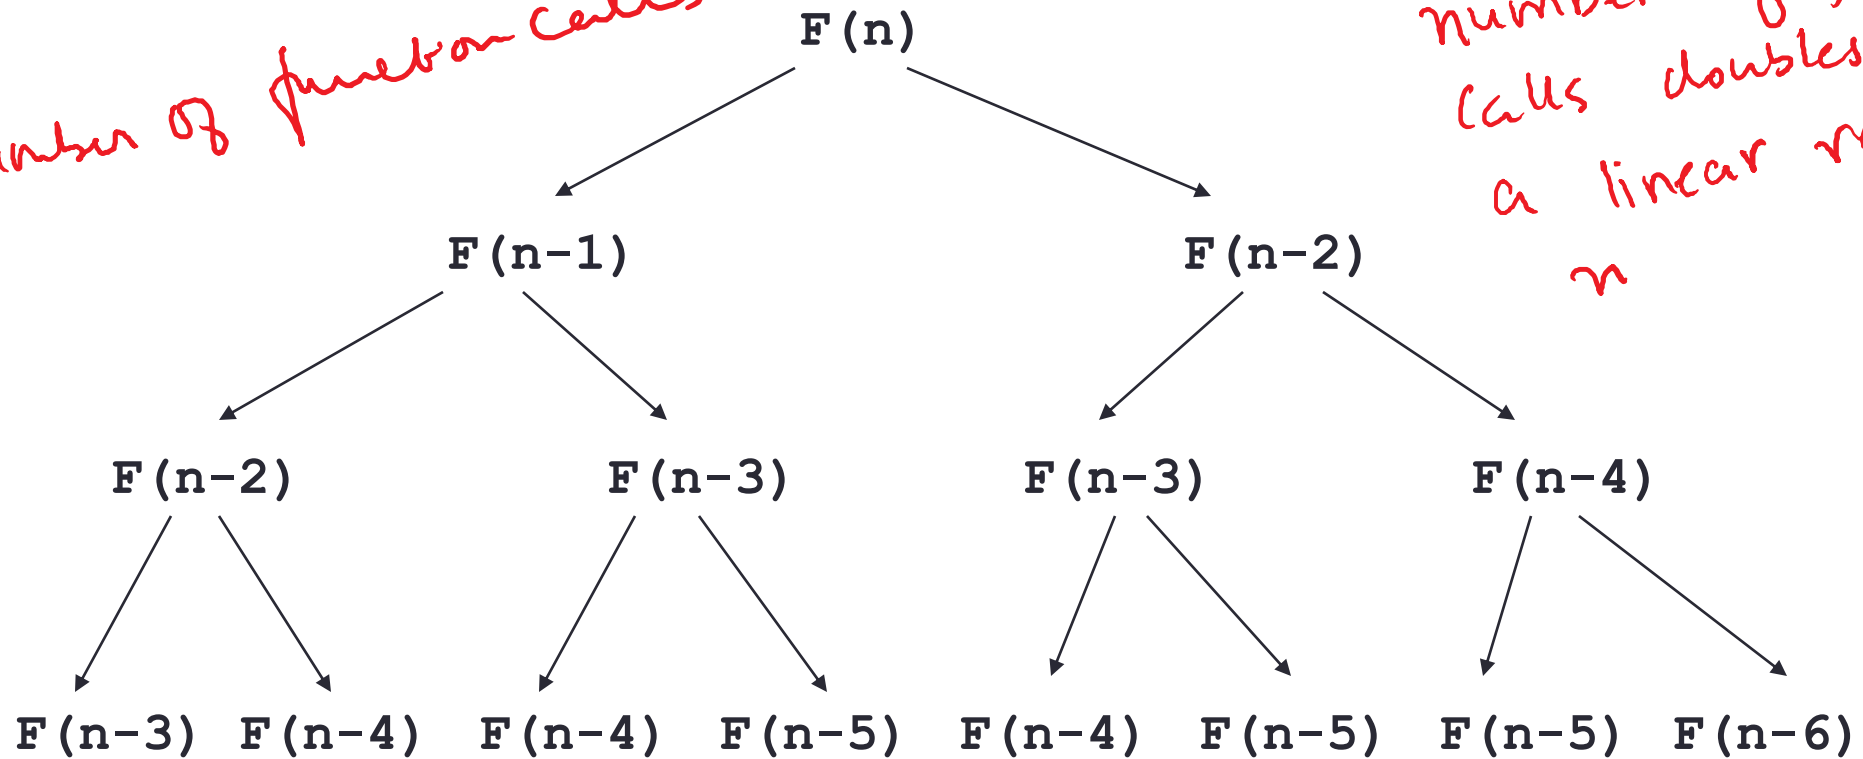 of function calls
F(n)
calls doubles
a linear
n
F(n-1) F(n-2)
F(n-2) F(n-3) F(n-3) F(n-4)
F(n-3) F(n-4) F(n-4) F(n-5) F(n-4) F(n-5) F(n-5) F(n-6)